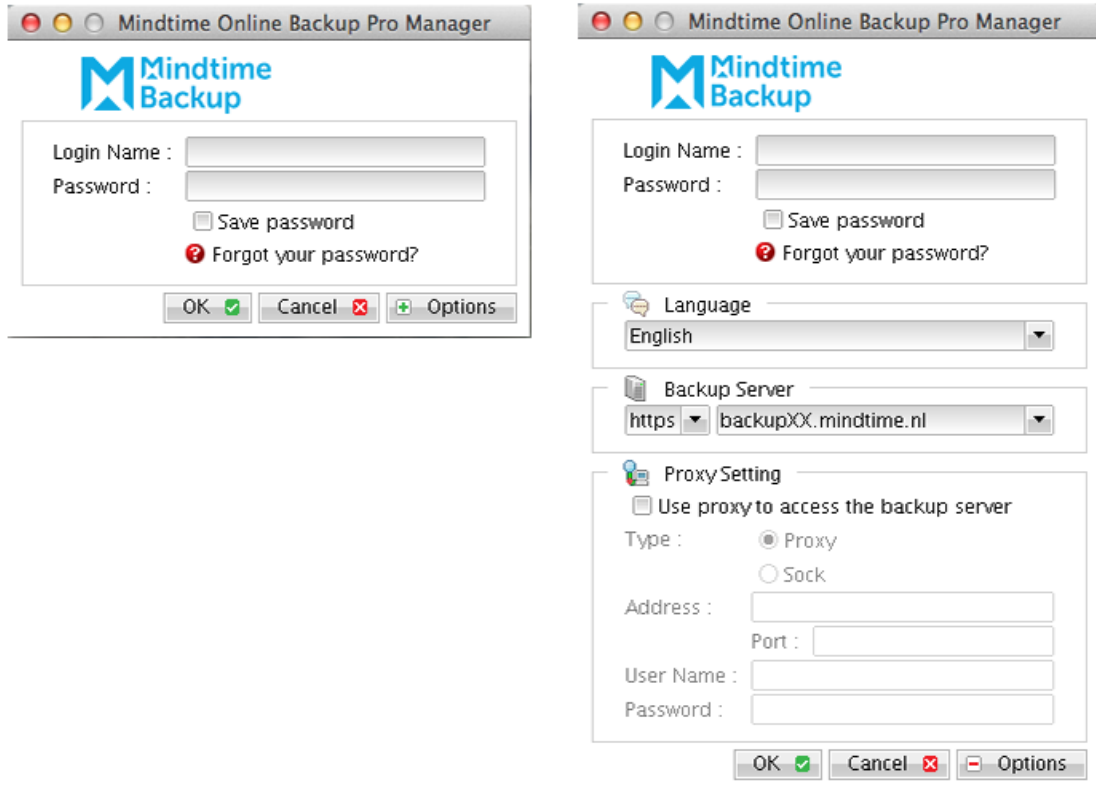 Mindtime Online Backup Pro Manager
Mindtime
Backup
Login Name :
Password :
Save password
Forgot your password?
OK Cancel Options
Mindtime Online Backup Pro Manager
Mindtime
Backup
Login Name :
Password :
Save password
Forgot your password?
Language
English
Backup Server
https backupXX.mindtime.nl
Proxy Setting
Use proxy to access the backup server
Type : Proxy
Sock
Address :
Port :
User Name :
Password :
OK Cancel Options